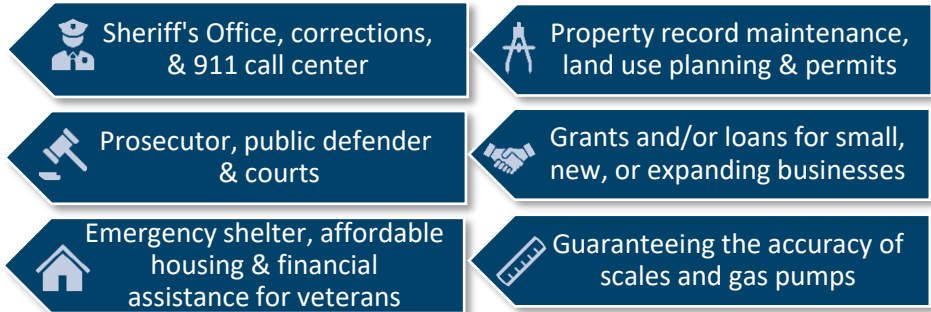 Sheriff's Office, corrections,
& 911 call center
Property record maintenance,
land use planning & permits
Prosecutor, public defender
& courts
Grants and/or loans for small,
new, or expanding businesses
Emergency shelter, affordable
housing & financial
assistance for veterans
Guaranteeing the accuracy of
scales and gas pumps